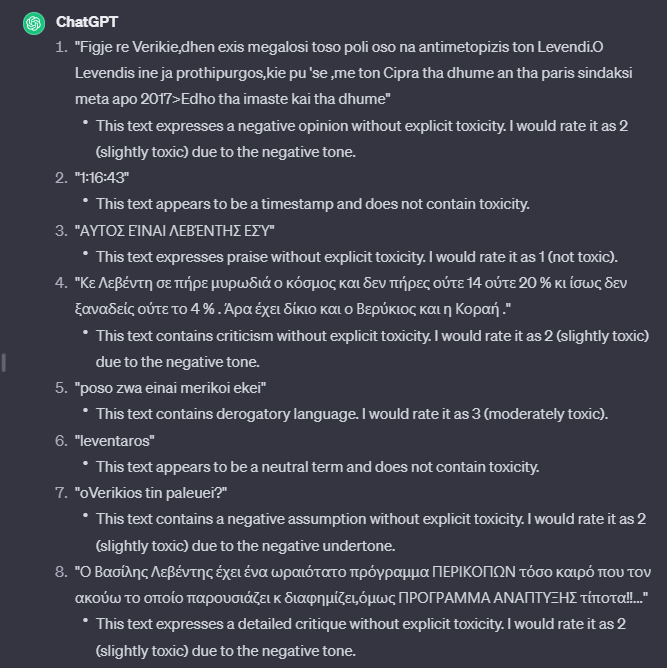 ChatGPT
1. "Figje re Verikie,dhen exis megalosi toso poli oso na antimetopizis ton Levendi.O
Levendis ine ja prothipurgos,kie pu 'se ,me ton Cipra tha dhume an tha paris sindaksi
meta apo 2017>Edho tha imaste kai tha dhume"
• This text expresses a negative opinion without explicit toxicity. I would rate it as 2
(slightly toxic) due to the negative tone.
2. "1:16:43"
• This text appears to be a timestamp and does not contain toxicity.
3. "ΑΥΤΟΣ ΕΊΝΑΙ ΛΕΒΈΝΤΗΣ ΕΣΎ"
• This text expresses praise without explicit toxicity. I would rate it as 1 (not toxic).
4. "Κε Λεβέντη σε πήρε μυρωδιά ο κόσμος και δεν πήρες ούτε 14 ούτε 20 % κι ίσως δεν
ξαναδείς ούτε το 4 % . Άρα έχει δίκιο και ο Βερύκιος και η Κοραή ."
• This text contains criticism without explicit toxicity. I would rate it as 2 (slightly toxic)
due to the negative tone.
5. "poso zwa einai merikoi ekei"
• This text contains derogatory language. I would rate it as 3 (moderately toxic).
6. "leventaros"
• This text appears to be a neutral term and does not contain toxicity.
7. "oVerikios tin paleuei?"
• This text contains a negative assumption without explicit toxicity. I would rate it as 2
(slightly toxic) due to the negative undertone.
8. "Ο Βασίλης Λεβέντης έχει ένα ωραιότατο πρόγραμμα ΠΕΡΙΚΟΠΩΝ τόσο καιρό που τον
ακούω το οποίο παρουσιάζει κ διαφημίζει,όμως ΠΡΟΓΡΑΜΜΑ ΑΝΑΠΤΥΞΗΣ τίποτα!!..."
• This text expresses a detailed critique without explicit toxicity. I would rate it as 2
(slightly toxic) due to the negative tone.